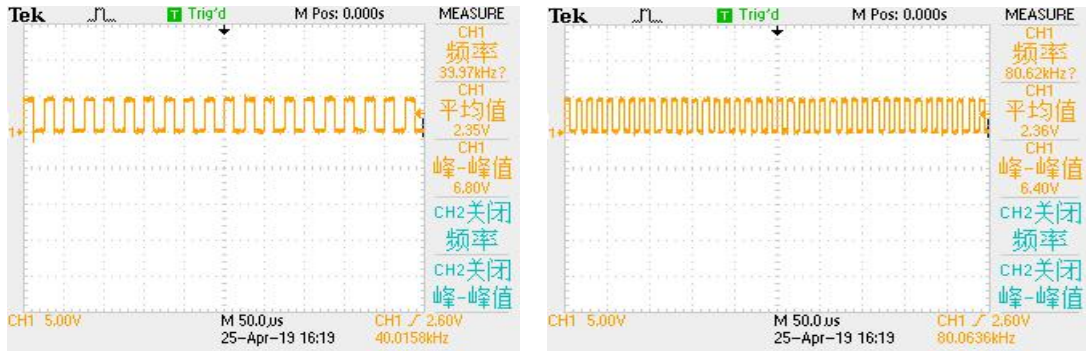 Tek
T Trig'd
M Pos: 0.000s
MEASURE
CH1
频率
39.97kHz?
CH1
平均值
2.35V
CH1
峰-峰值
6.80V
CH2关闭
频率
CH2关闭
峰-峰值
1
CH1 5.00V
M 50.0µs
CH1 2.60V
25-Apr-19 16:19
40.0158kHz
Tek
T Trig'd
M Pos: 0.000s
MEASURE
CH1
频率
80.62kHz?
CH1
平均值
2.36V
CH1
峰-峰值
6.40V
CH2关闭
频率
CH2关闭
峰-峰值
1
CH1 5.00V
M 50.0µs
CH1 2.60V
25-Apr-19 16:19
80.0636kHz